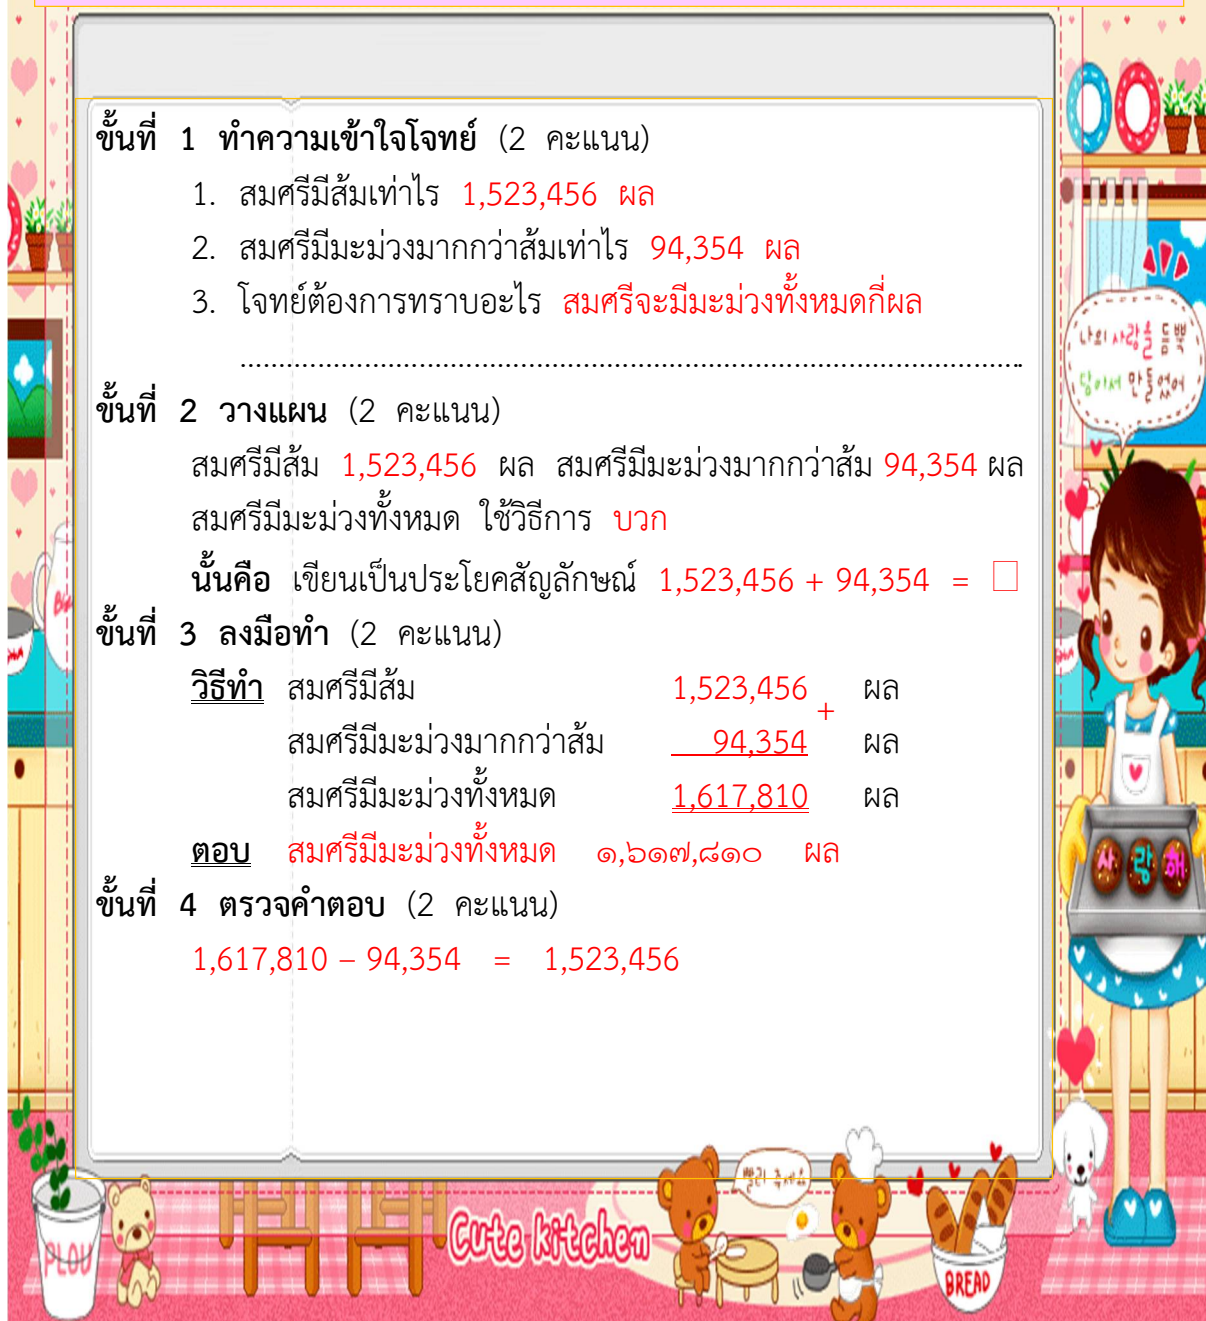 ขั้นที่ 1 ทำความเข้าใจโจทย์ (2 คะแนน)
1. สมศรีมีส้มเท่าไร 1,523,456 ผล
2. สมศรีมีมะม่วงมากกว่าส้มเท่าไร 94,354 ผล
3. โจทย์ต้องการทราบอะไร สมศรีจะมีมะม่วงทั้งหมดกี่ผล
....................................................................................
ขั้นที่ 2 วางแผน (2 คะแนน)
สมศรีมีส้ม 1,523,456 ผล สมศรีมีมะม่วงมากกว่าส้ม 94,354 ผล
สมศรีมีมะม่วงทั้งหมด ใช้วิธีการ บวก
นั้นคือ เขียนเป็นประโยคสัญลักษณ์ 1,523,456 + 94,354 = □
ขั้นที่ 3 ลงมือทำ (2 คะแนน)
วิธีทำ สมศรีมีส้ม 1,523,456 ผล
+
สมศรีมีมะม่วงมากกว่าส้ม 94,354 ผล
สมศรีมีมะม่วงทั้งหมด 1,617,810 ผล
ตอบ สมศรีมีมะม่วงทั้งหมด ๑,๖๑๗,๘๑๐ ผล
ขั้นที่ 4 ตรวจคำตอบ (2 คะแนน)
1,617,810 – 94,354 = 1,523,456
나의 사랑을 듬뿍
담아서 만들었어
사랑해
Cute kitchen
PLOU
BREAD